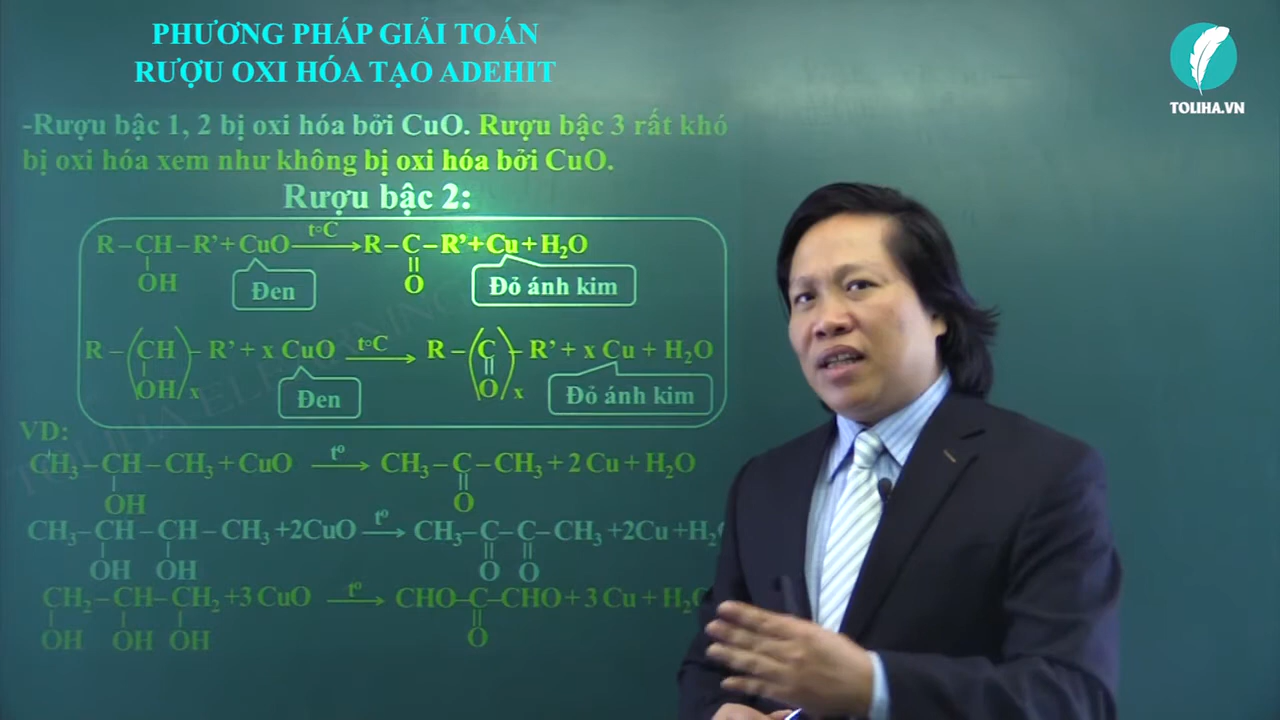 PHƯƠNG PHÁP GIẢI TOÁN
RƯỢU OXI HÓA TẠO ADEHIT
TOLIHA.VN
-Rượu bậc 1, 2 bị oxi hóa bởi CuO. Rượu bậc 3 rất khó
bị oxi hóa xem như không bị oxi hóa bởi CuO.
Rượu bậc 2:
R – CH – R’ + CuO t°C → R – C – R’ + Cu + H₂O
OH O
Đen Đỏ ánh kim
R – (CH) – R’ + x CuO t°C → R – (C) – R’ + x Cu + H₂O
OH x O x
Đen Đỏ ánh kim
TOLIHA ELEARNING
VD:
CH₃ – CH – CH₃ + CuO t° → CH₃ – C – CH₃ + 2 Cu + H₂O
OH O
CH₃ – CH – CH – CH₃ +2CuO t° → CH₃ – C – C – CH₃ +2Cu +H₂
OH OH O O
CH₂ – CH – CH₂ +3 CuO t° → CHO – C – CHO + 3 Cu + H₂
OH OH OH O